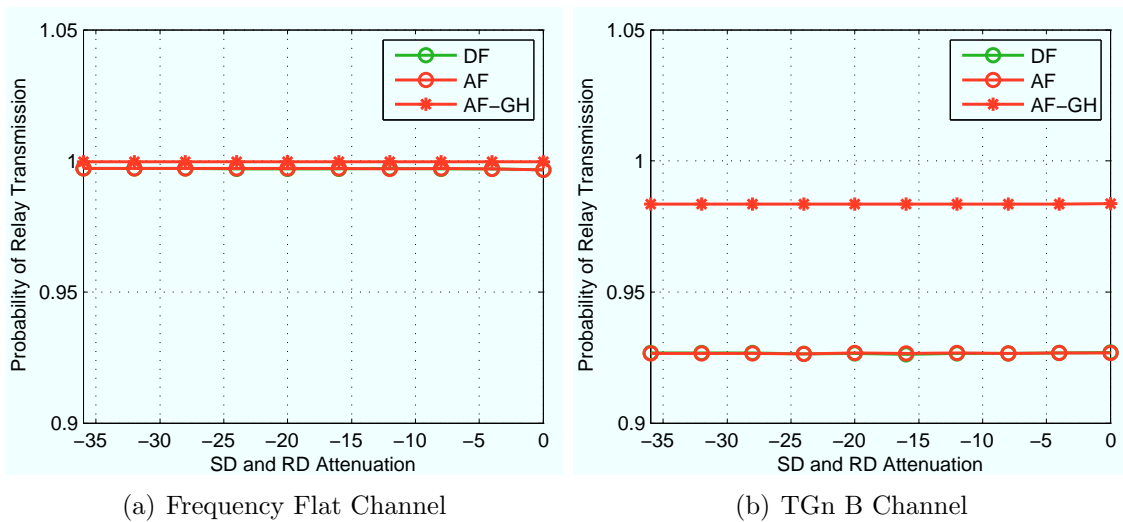 1.05
1
0.95
0.9
Probability of Relay Transmission
DF
AF
AF−GH
−35 −30 −25 −20 −15 −10 −5 0
SD and RD Attenuation
(a) Frequency Flat Channel
1.05
1
0.95
0.9
Probability of Relay Transmission
DF
AF
AF−GH
−35 −30 −25 −20 −15 −10 −5 0
SD and RD Attenuation
(b) TGn B Channel